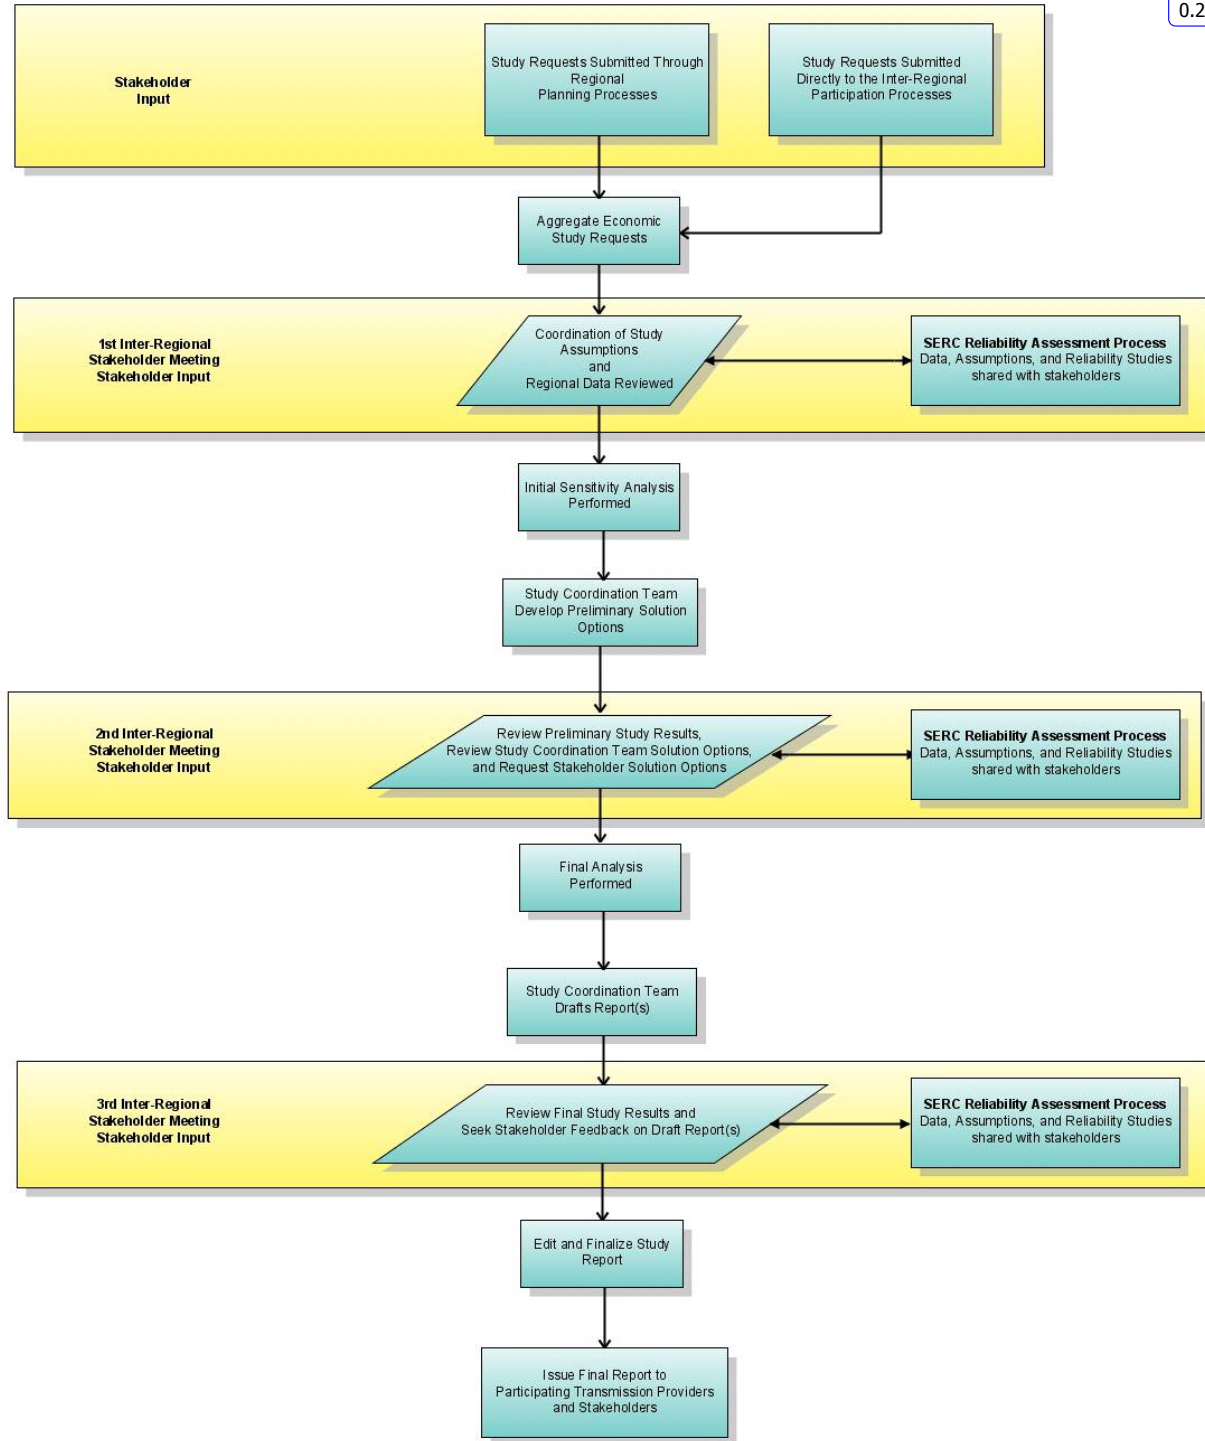 0.2
Stakeholder
Input
Study Requests Submitted Through
Regional
Planning Processes
Study Requests Submitted
Directly to the Inter-Regional
Participation Processes
Aggregate Economic
Study Requests
1st Inter-Regional
Stakeholder Meeting
Stakeholder Input
Coordination of Study
Assumptions
and
Regional Data Reviewed
SERC Reliability Assessment Process
Data, Assumptions, and Reliability Studies
shared with stakeholders
Initial Sensitivity Analysis
Performed
Study Coordination Team
Develop Preliminary Solution
Options
2nd Inter-Regional
Stakeholder Meeting
Stakeholder Input
Review Preliminary Study Results,
Review Study Coordination Team Solution Options,
and Request Stakeholder Solution Options
SERC Reliability Assessment Process
Data, Assumptions, and Reliability Studies
shared with stakeholders
Final Analysis
Performed
Study Coordination Team
Drafts Report(s)
3rd Inter-Regional
Stakeholder Meeting
Stakeholder Input
Review Final Study Results and
Seek Stakeholder Feedback on Draft Report(s)
SERC Reliability Assessment Process
Data, Assumptions, and Reliability Studies
shared with stakeholders
Edit and Finalize Study
Report
Issue Final Report to
Participating Transmission Providers
and Stakeholders